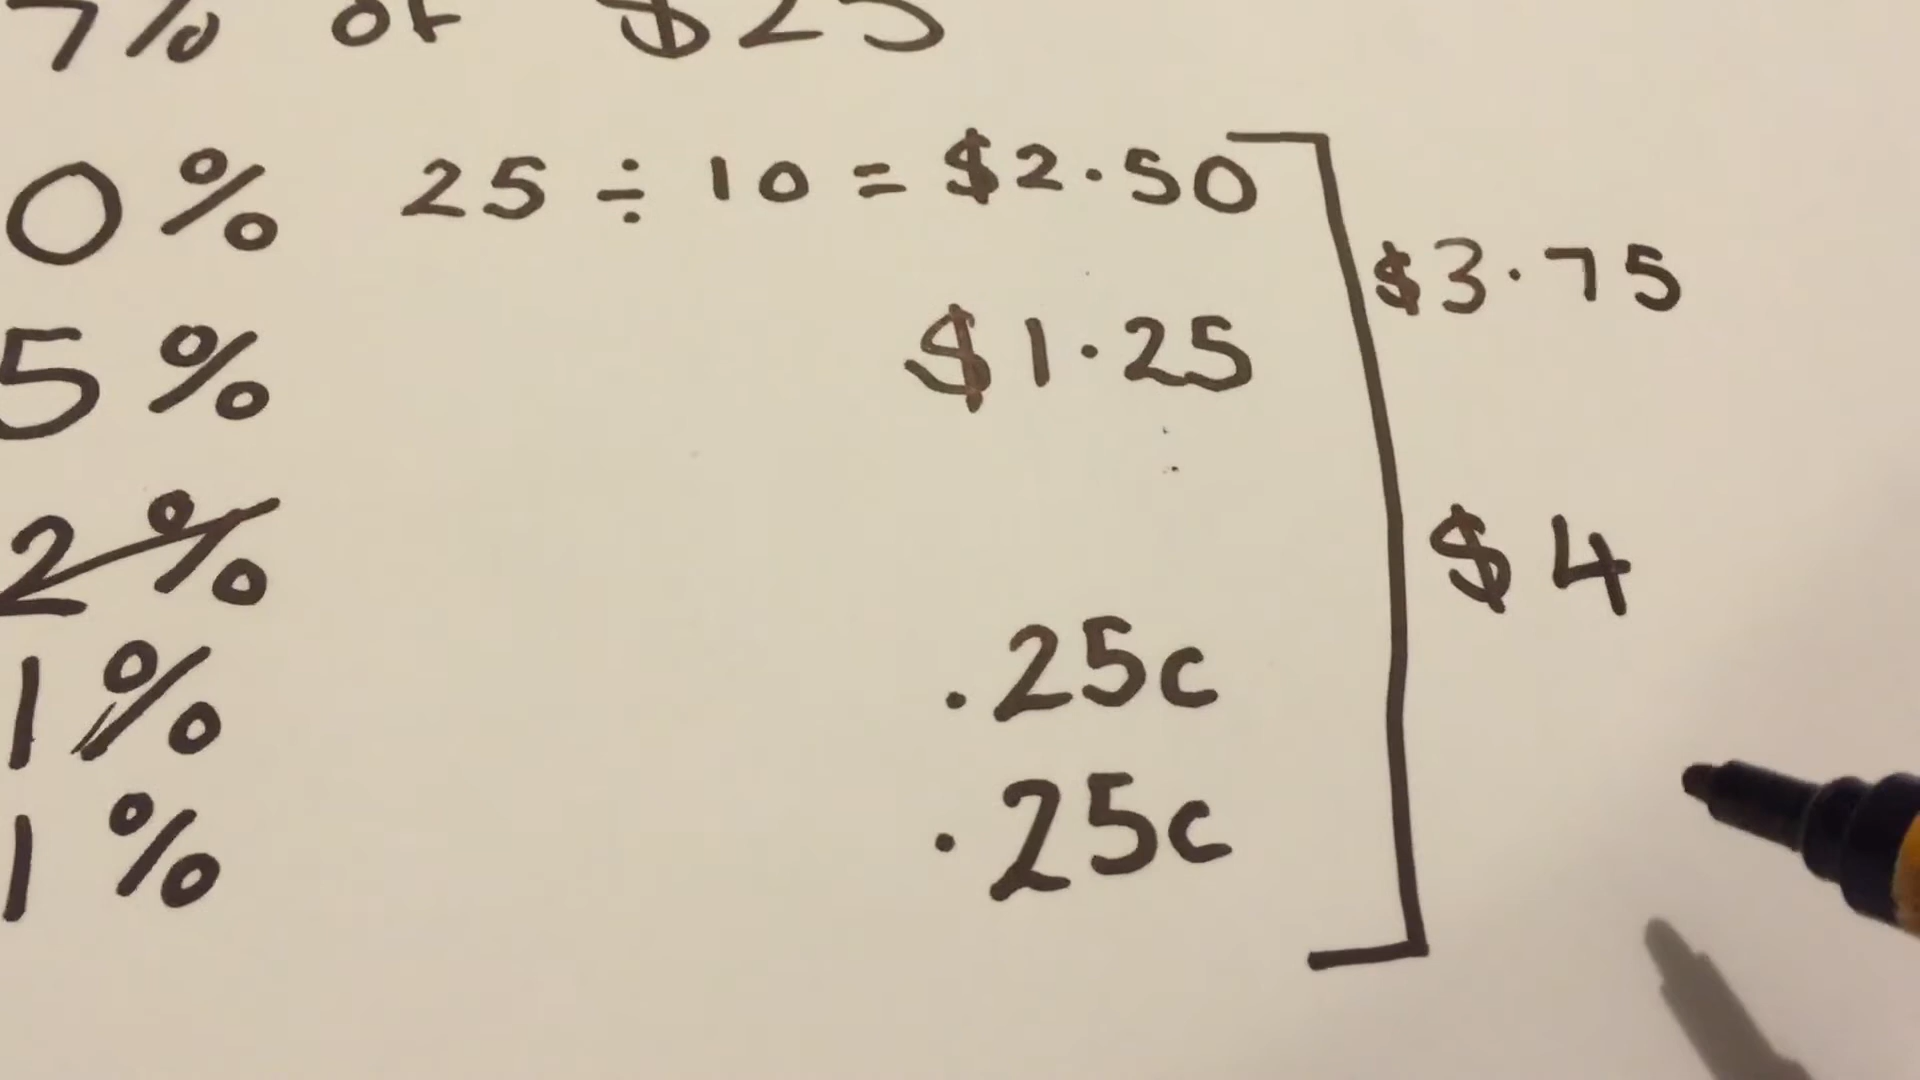 7% of $25
0% 25 ÷ 10 = $2.50
$3.75
5% $1.25
2%
$4
1% .25c
1% .25c